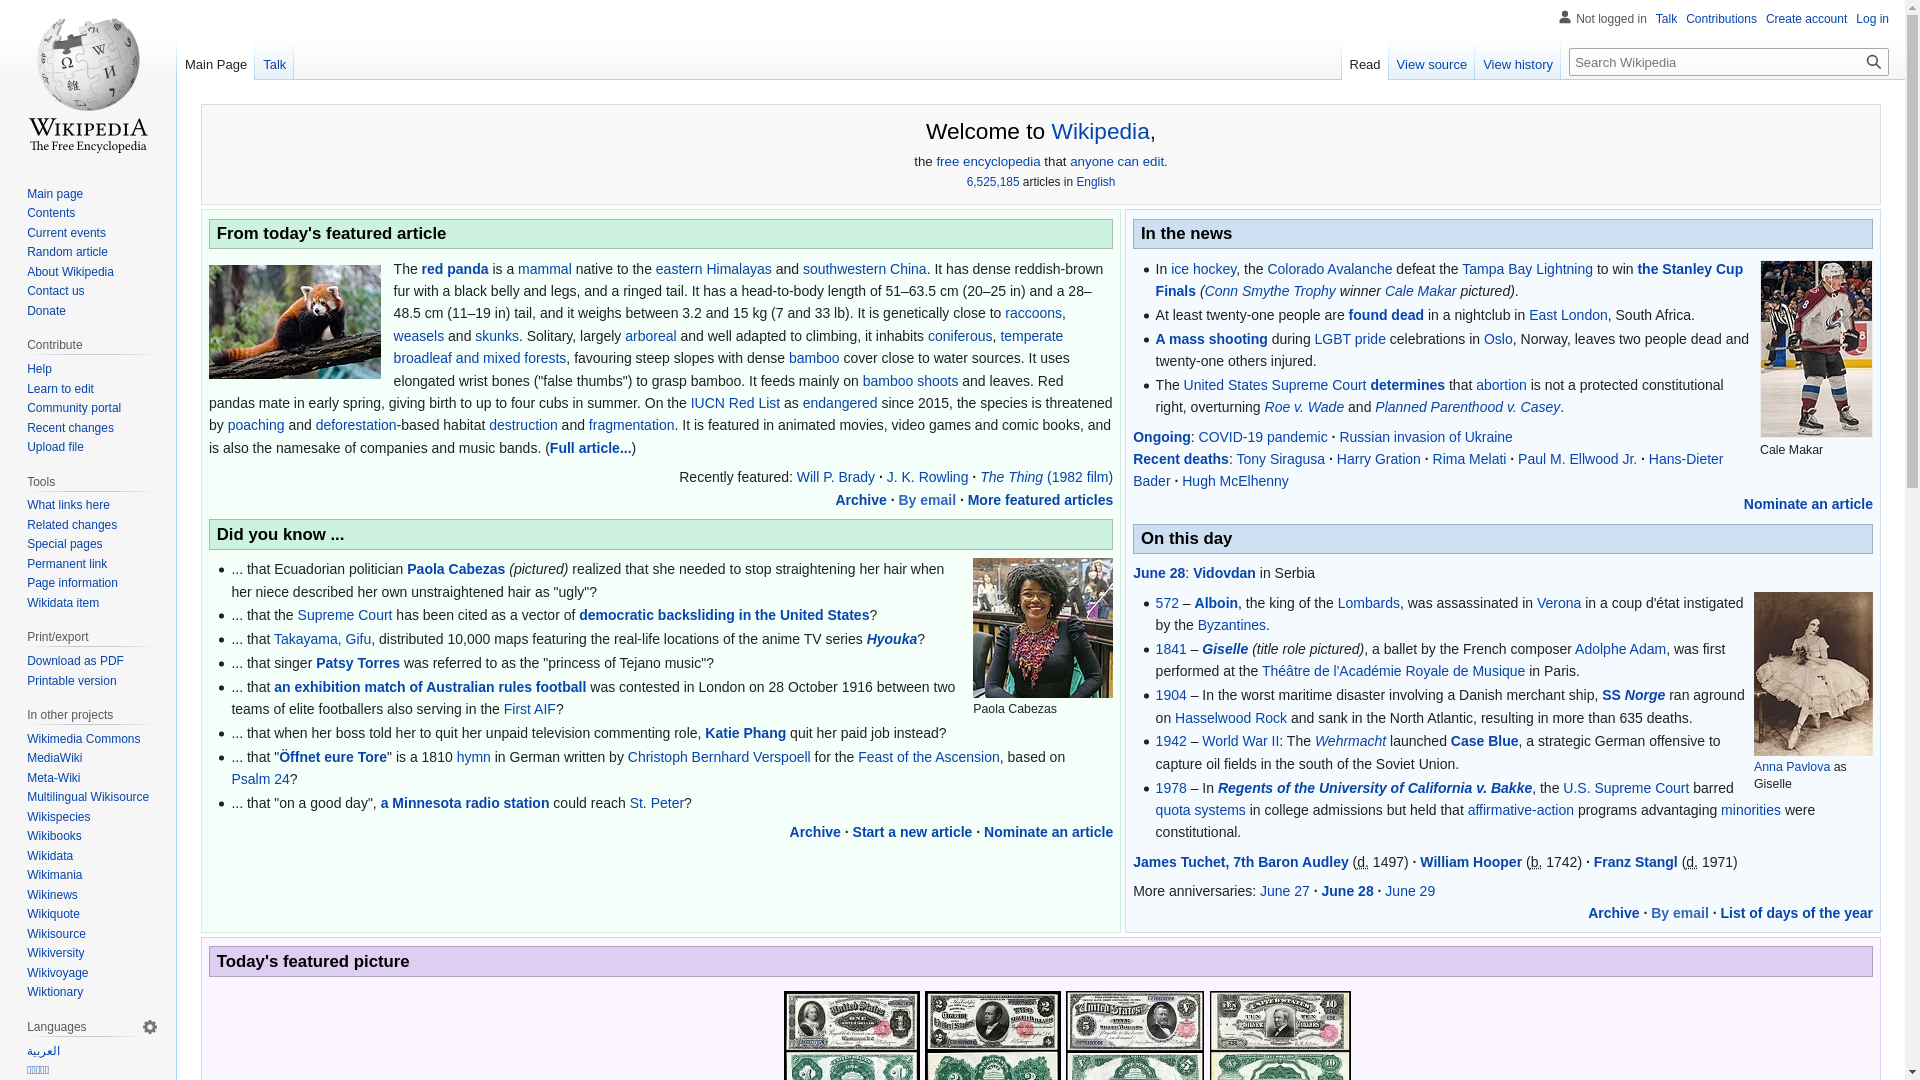 Not logged in Talk Contributions Create account Log in
Main Page Talk Read View source View history Search Wikipedia
WIKIPEDIA
The Free Encyclopedia
Main page
Contents
Current events
Random article
About Wikipedia
Contact us
Donate
Contribute
Help
Learn to edit
Community portal
Recent changes
Upload file
Tools
What links here
Related changes
Special pages
Permanent link
Page information
Wikidata item
Print/export
Download as PDF
Printable version
In other projects
Wikimedia Commons
MediaWiki
Meta-Wiki
Multilingual Wikisource
Wikispecies
Wikibooks
Wikidata
Wikimania
Wikinews
Wikiquote
Wikisource
Wikiversity
Wikivoyage
Wiktionary
Languages
العربية
Welcome to Wikipedia,
the free encyclopedia that anyone can edit.
6,525,185 articles in English
From today's featured article
The red panda is a mammal native to the eastern Himalayas and southwestern China. It has dense reddish-brown
fur with a black belly and legs, and a ringed tail. It has a head-to-body length of 51–63.5 cm (20–25 in) and a 28–
48.5 cm (11–19 in) tail, and it weighs between 3.2 and 15 kg (7 and 33 lb). It is genetically close to raccoons,
weasels and skunks. Solitary, largely arboreal and well adapted to climbing, it inhabits coniferous, temperate
broadleaf and mixed forests, favouring steep slopes with dense bamboo cover close to water sources. It uses
elongated wrist bones ("false thumbs") to grasp bamboo. It feeds mainly on bamboo shoots and leaves. Red
pandas mate in early spring, giving birth to up to four cubs in summer. On the IUCN Red List as endangered since 2015, the species is threatened
by poaching and deforestation-based habitat destruction and fragmentation. It is featured in animated movies, video games and comic books, and
is also the namesake of companies and music bands. (Full article...)
Recently featured: Will P. Brady · J. K. Rowling · The Thing (1982 film)
Archive · By email · More featured articles
Did you know ...
... that Ecuadorian politician Paola Cabezas (pictured) realized that she needed to stop straightening her hair when
her niece described her own unstraightened hair as "ugly"?
... that the Supreme Court has been cited as a vector of democratic backsliding in the United States?
... that Takayama, Gifu, distributed 10,000 maps featuring the real-life locations of the anime TV series Hyouka?
... that singer Patsy Torres was referred to as the "princess of Tejano music"?
... that an exhibition match of Australian rules football was contested in London on 28 October 1916 between two
teams of elite footballers also serving in the First AIF?
... that when her boss told her to quit her unpaid television commenting role, Katie Phang quit her paid job instead?
... that "Öffnet eure Tore" is a 1810 hymn in German written by Christoph Bernhard Verspoell for the Feast of the Ascension, based on
Psalm 24?
... that "on a good day", a Minnesota radio station could reach St. Peter?
Paola Cabezas
Archive · Start a new article · Nominate an article
In the news
In ice hockey, the Colorado Avalanche defeat the Tampa Bay Lightning to win the Stanley Cup
Finals (Conn Smythe Trophy winner Cale Makar pictured).
At least twenty-one people are found dead in a nightclub in East London, South Africa.
A mass shooting during LGBT pride celebrations in Oslo, Norway, leaves two people dead and
twenty-one others injured.
The United States Supreme Court determines that abortion is not a protected constitutional
right, overturning Roe v. Wade and Planned Parenthood v. Casey.
Cale Makar
Ongoing: COVID-19 pandemic · Russian invasion of Ukraine
Recent deaths: Tony Siragusa · Harry Gration · Rima Melati · Paul M. Ellwood Jr. · Hans-Dieter
Bader · Hugh McElhenny
Nominate an article
On this day
June 28: Vidovdan in Serbia
572 – Alboin, the king of the Lombards, was assassinated in Verona in a coup d'état instigated
by the Byzantines.
1841 – Giselle (title role pictured), a ballet by the French composer Adolphe Adam, was first
performed at the Théâtre de l'Académie Royale de Musique in Paris.
1904 – In the worst maritime disaster involving a Danish merchant ship, SS Norge ran aground
on Hasselwood Rock and sank in the North Atlantic, resulting in more than 635 deaths.
1942 – World War II: The Wehrmacht launched Case Blue, a strategic German offensive to
capture oil fields in the south of the Soviet Union.
1978 – In Regents of the University of California v. Bakke, the U.S. Supreme Court barred
quota systems in college admissions but held that affirmative-action programs advantaging minorities were
constitutional.
Anna Pavlova as
Giselle
James Tuchet, 7th Baron Audley (d. 1497) · William Hooper (b. 1742) · Franz Stangl (d. 1971)
More anniversaries: June 27 · June 28 · June 29
Archive · By email · List of days of the year
Today's featured picture